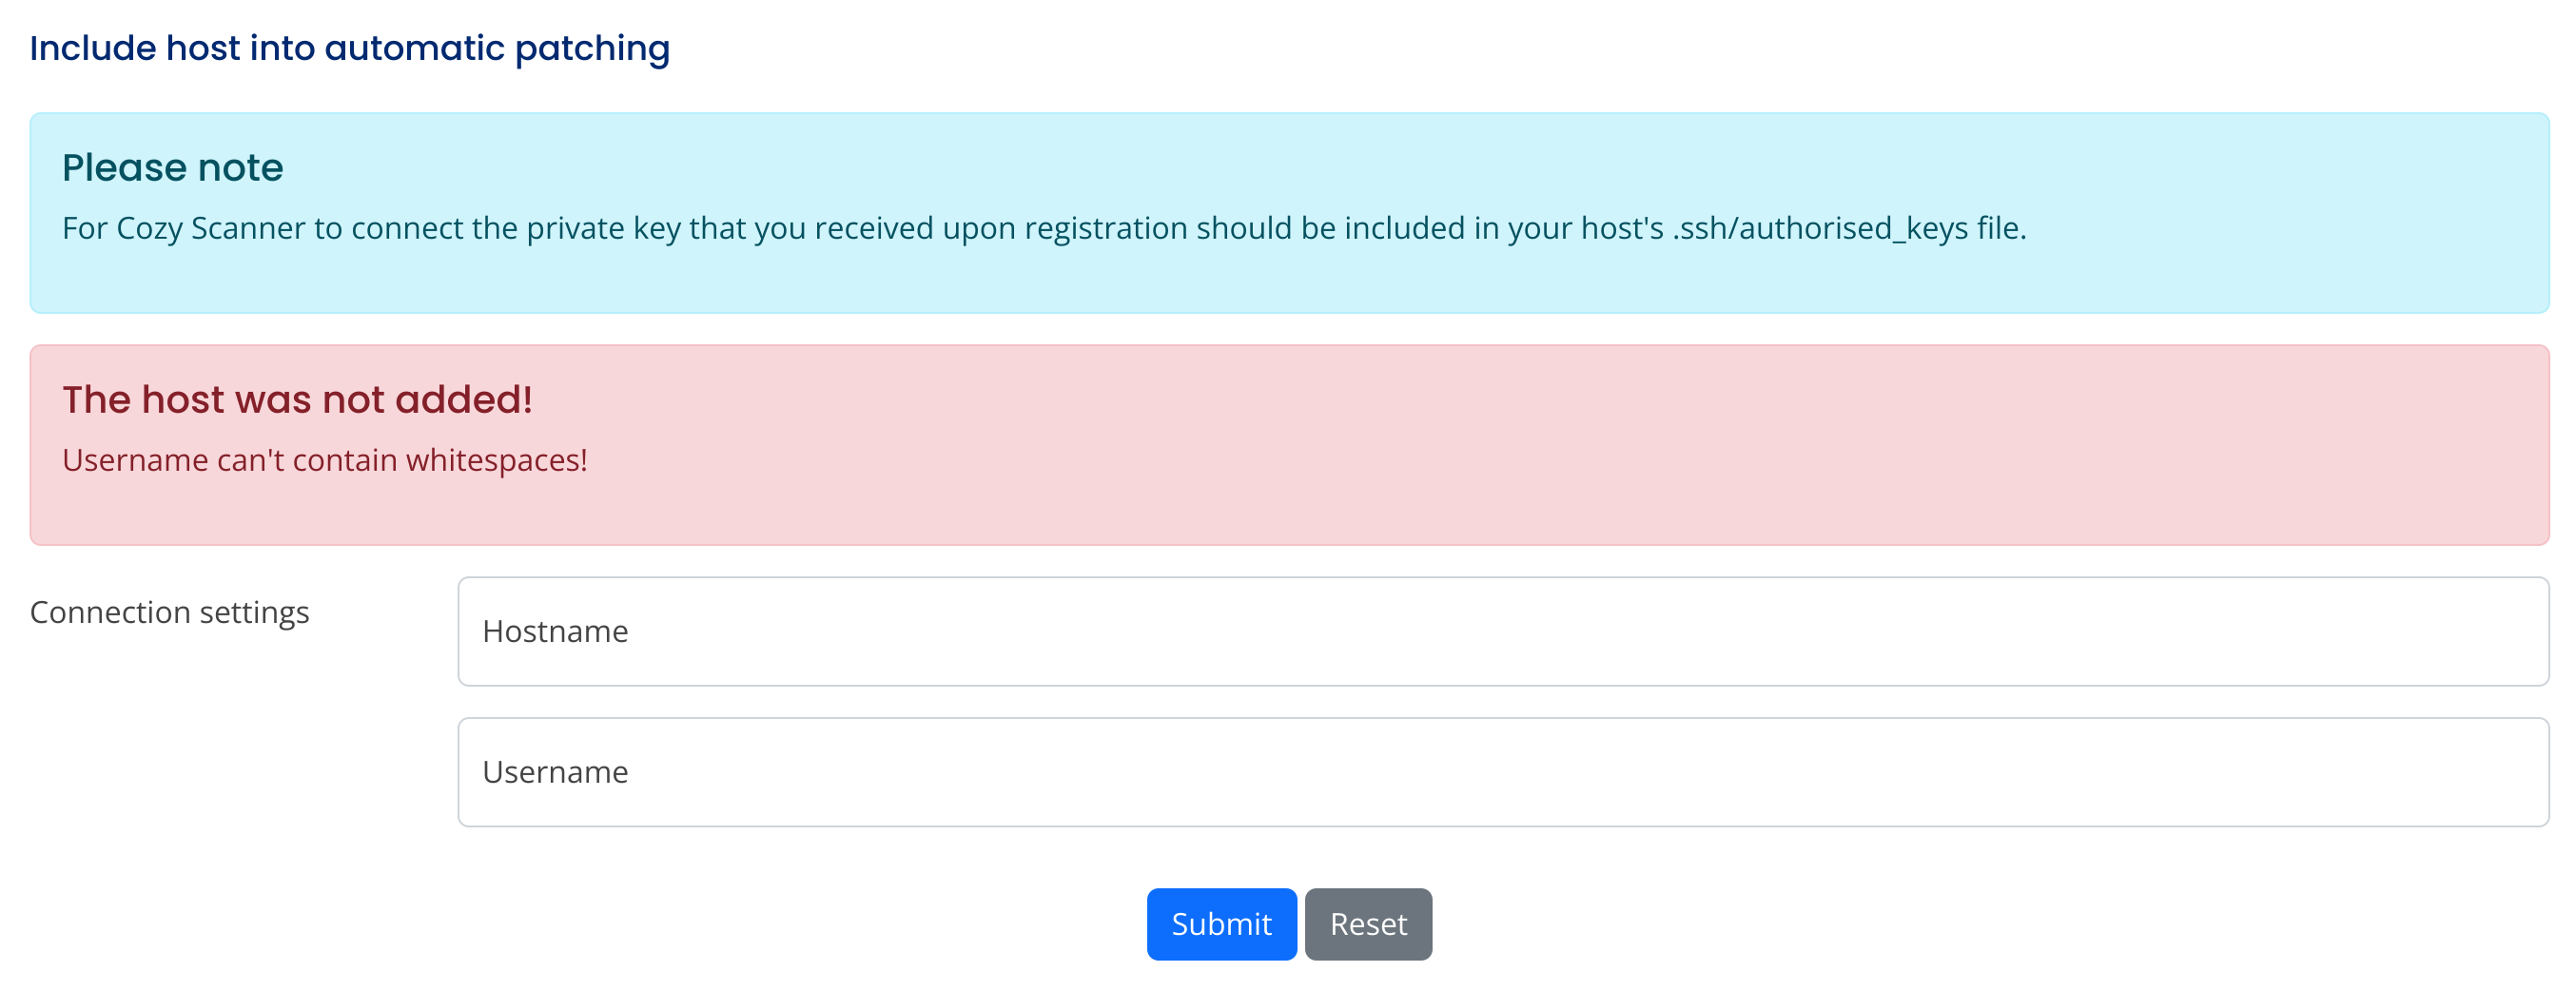 Include host into automatic patching
Please note
For Cozy Scanner to connect the private key that you received upon registration should be included in your host's .ssh/authorised_keys file.
The host was not added!
Username can't contain whitespaces!
Connection settings
Hostname
Username
Submit Reset